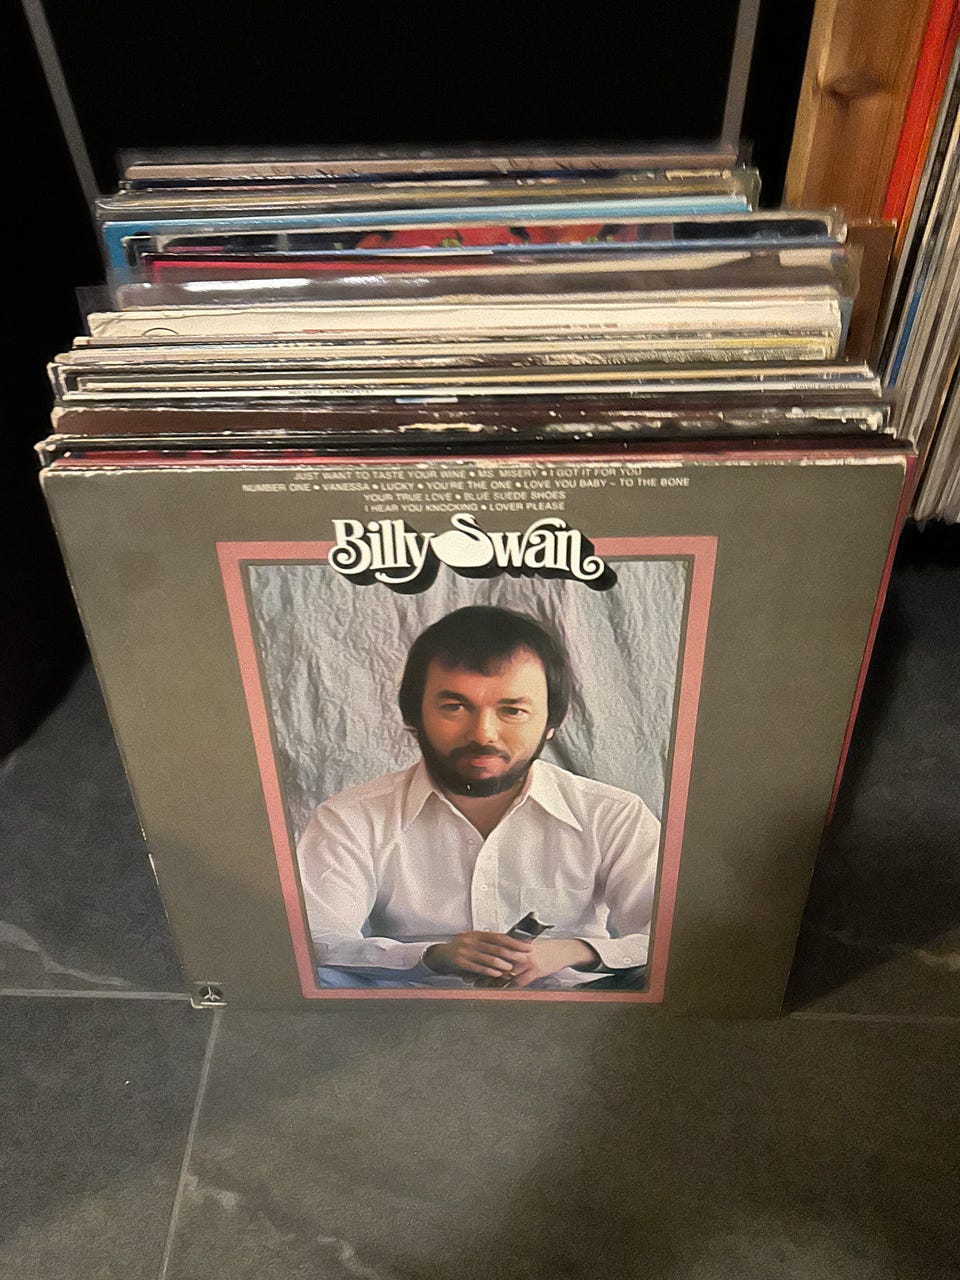 JUST WANT TO TASTE YOUR WINE • MS. MISERY • I GOT IT FOR YOU
NUMBER ONE • VANESSA • LUCKY • YOU'RE THE ONE • LOVE YOU BABY – TO THE BONE
YOUR TRUE LOVE • BLUE SUEDE SHOES
I HEAR YOU KNOCKING • LOVER PLEASE
Billy Swan